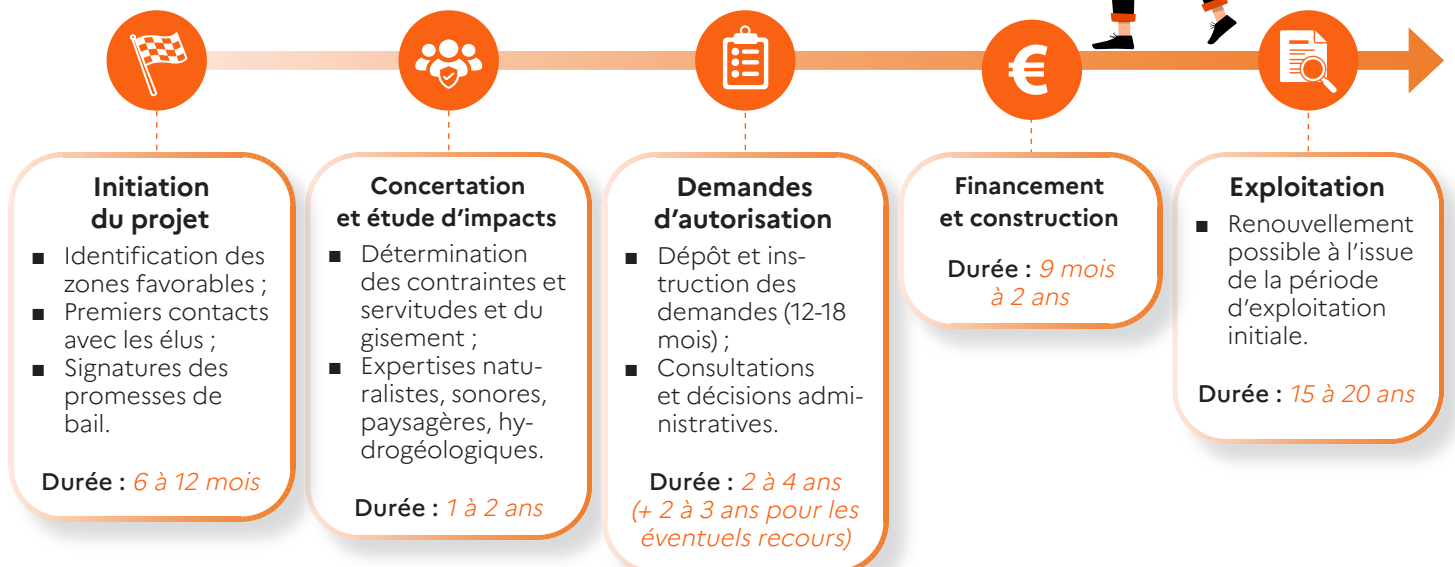 Initiation
du projet
■ Identification des
zones favorables ;
■ Premiers contacts
avec les élus ;
■ Signatures des
promesses de
bail.
Durée : 6 à 12 mois
Concertation
et étude d’impacts
■ Détermination
des contraintes et
servitudes et du
gisement ;
■ Expertises natu-
ralistes, sonores,
paysagères, hy-
drogéologiques.
Durée : 1 à 2 ans
Demandes
d’autorisation
■ Dépôt et ins-
truction des
demandes (12-18
mois) ;
■ Consultations
et décisions admi-
nistratives.
Durée : 2 à 4 ans
(+ 2 à 3 ans pour les
éventuels recours)
€
Financement
et construction
Durée : 9 mois
à 2 ans
Exploitation
■ Renouvellement
possible à l’issue
de la période
d’exploitation
initiale.
Durée : 15 à 20 ans